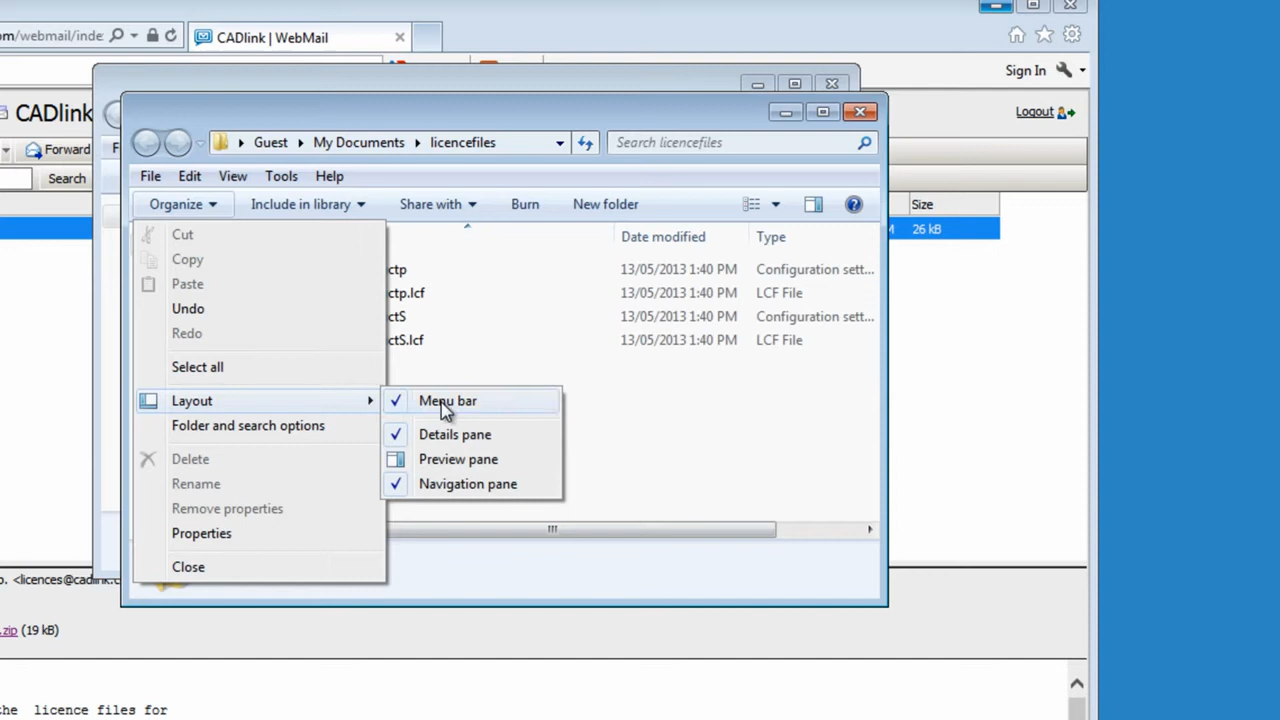 om/webmail/inde
CADlink | WebMail
Sign In
CADlink
Logout
Forward
F
Search
Size
26 kB
Guest
My Documents
licencefiles
Search licencefiles
File
Edit
View
Tools
Help
Organize
Include in library
Share with
Burn
New folder
Date modified
Type
Cut
Copy
Paste
Undo
Redo
Select all
Layout
Folder and search options
Delete
Rename
Remove properties
Properties
Close
ctp 13/05/2013 1:40 PM Configuration sett...
ctp.lcf 13/05/2013 1:40 PM LCF File
ctS 13/05/2013 1:40 PM Configuration sett...
ctS.lcf 13/05/2013 1:40 PM LCF File
Menu bar
Details pane
Preview pane
Navigation pane
o. <licences@cadlink.c
.zip (19 kB)
the licence files for